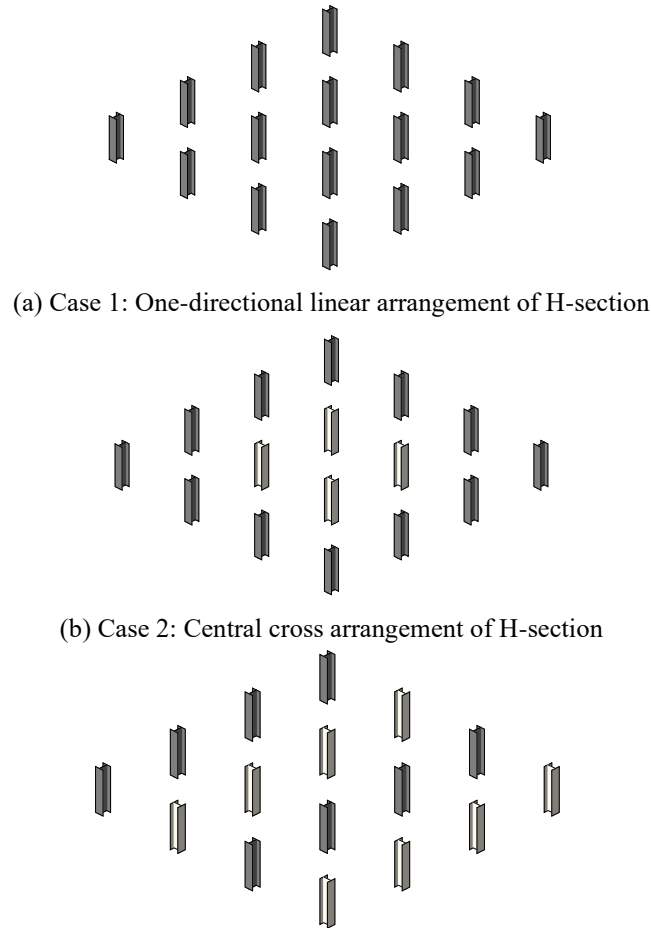 (a) Case 1: One-directional linear arrangement of H-section
(b) Case 2: Central cross arrangement of H-section